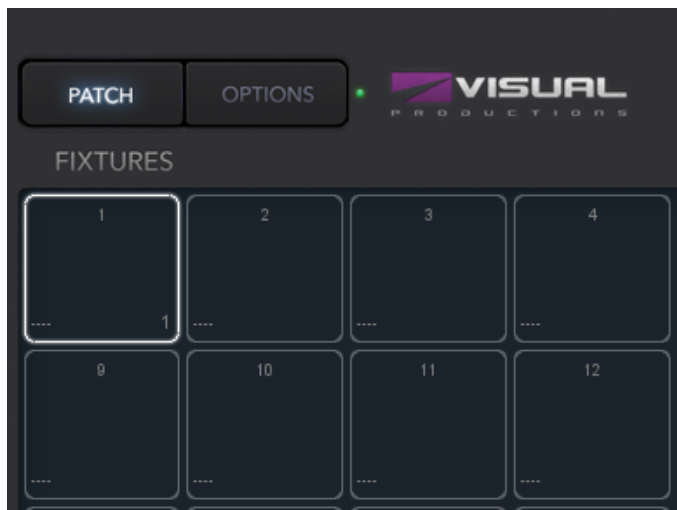 PATCH OPTIONS VISUAL
PRODUCTIONS
FIXTURES
1 2 3 4
---- 1 ---- ---- ----
9 10 11 12
---- ---- ---- ----